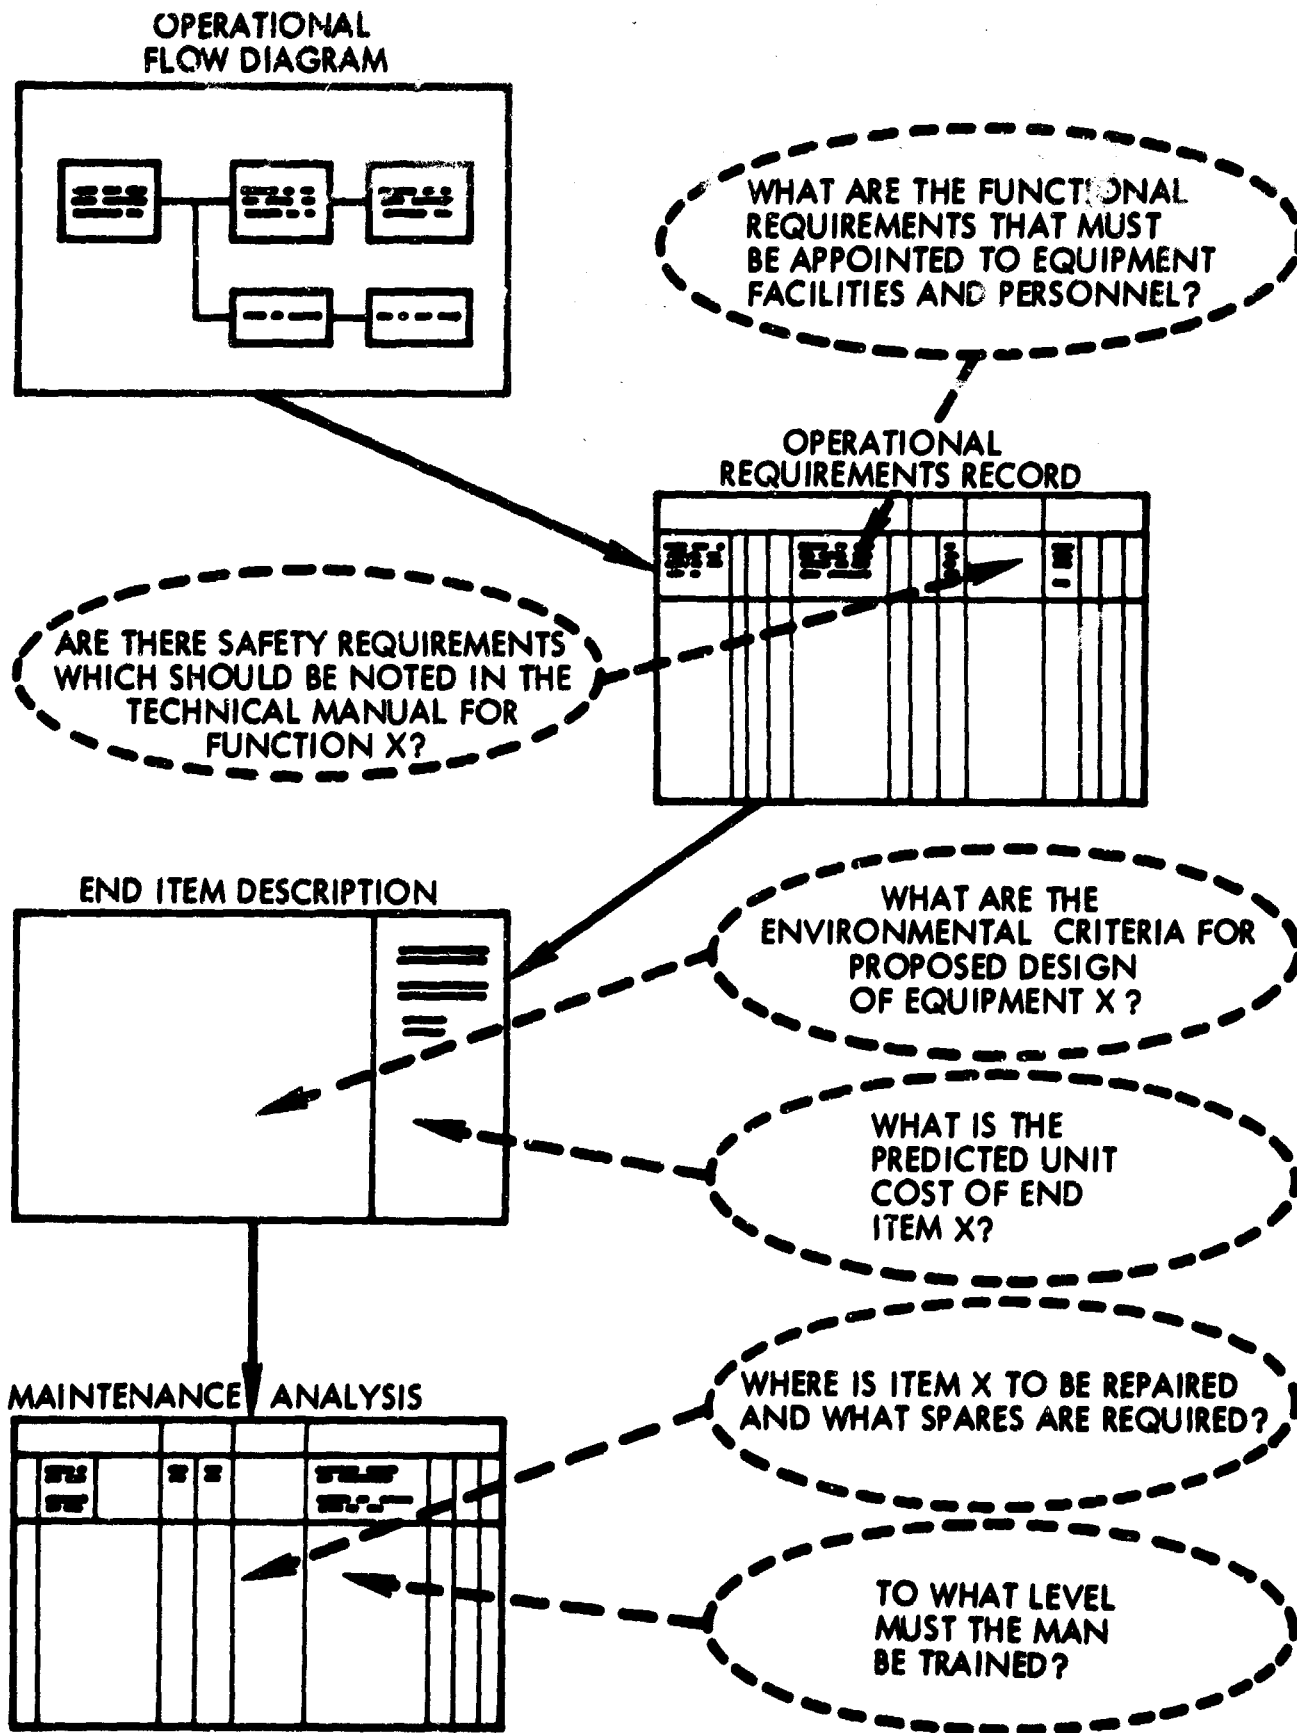 OPERATIONAL
FLOW DIAGRAM
WHAT ARE THE FUNCTIONAL
REQUIREMENTS THAT MUST
BE APPOINTED TO EQUIPMENT
FACILITIES AND PERSONNEL?
OPERATIONAL
REQUIREMENTS RECORD
ARE THERE SAFETY REQUIREMENTS
WHICH SHOULD BE NOTED IN THE
TECHNICAL MANUAL FOR
FUNCTION X?
END ITEM DESCRIPTION
WHAT ARE THE
ENVIRONMENTAL CRITERIA FOR
PROPOSED DESIGN
OF EQUIPMENT X ?
WHAT IS THE
PREDICTED UNIT
COST OF END
ITEM X?
MAINTENANCE ANALYSIS
WHERE IS ITEM X TO BE REPAIRED
AND WHAT SPARES ARE REQUIRED?
TO WHAT LEVEL
MUST THE MAN
BE TRAINED?